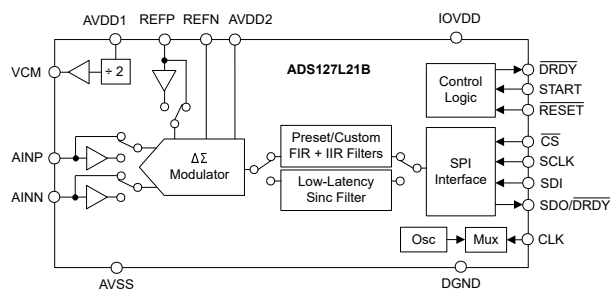 AVDD1 REFP REFN AVDD2 IOVDD
VCM
÷ 2
ADS127L21B
Control
Logic
DRDY
START
RESET
AINP
AINN
ΔΣ
Modulator
Preset/Custom
FIR + IIR Filters
Low-Latency
Sinc Filter
SPI
Interface
CS
SCLK
SDI
SDO/DRDY
Osc
Mux
CLK
AVSS
DGND